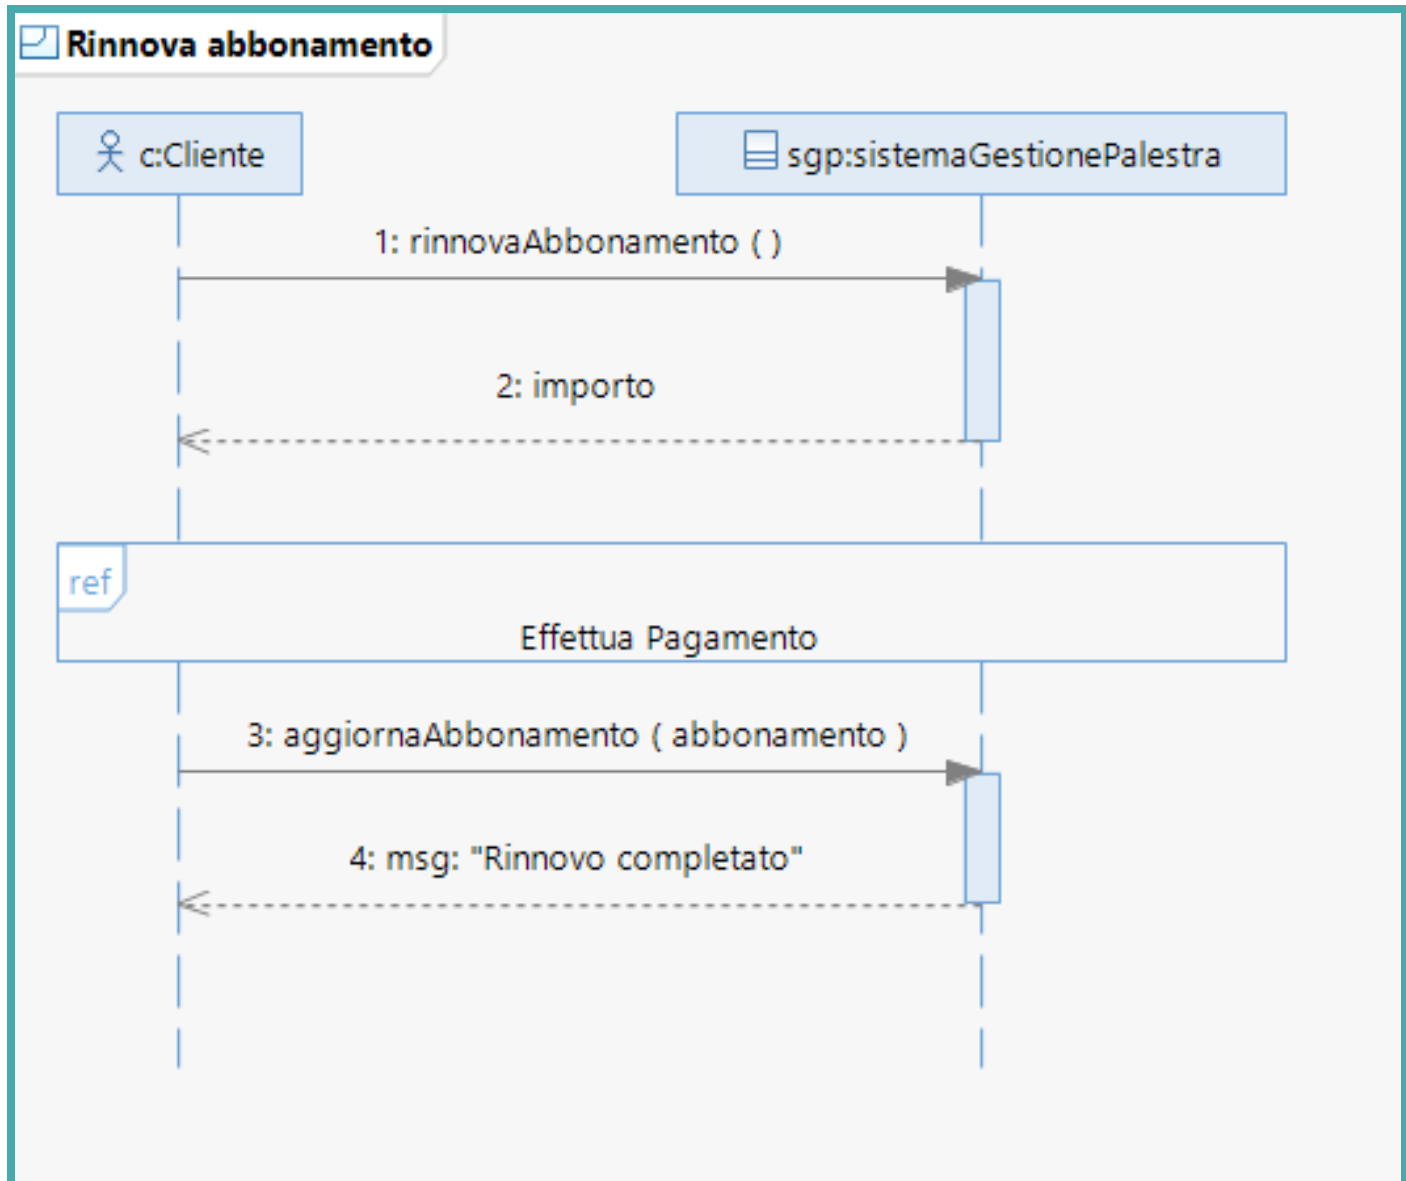 Rinnova abbonamento
c:Cliente
sgp:sistemaGestionePalestra
1: rinnovaAbbonamento ( )
2: importo
ref
Effettua Pagamento
3: aggiornaAbbonamento ( abbonamento )
4: msg: "Rinnovo completato"